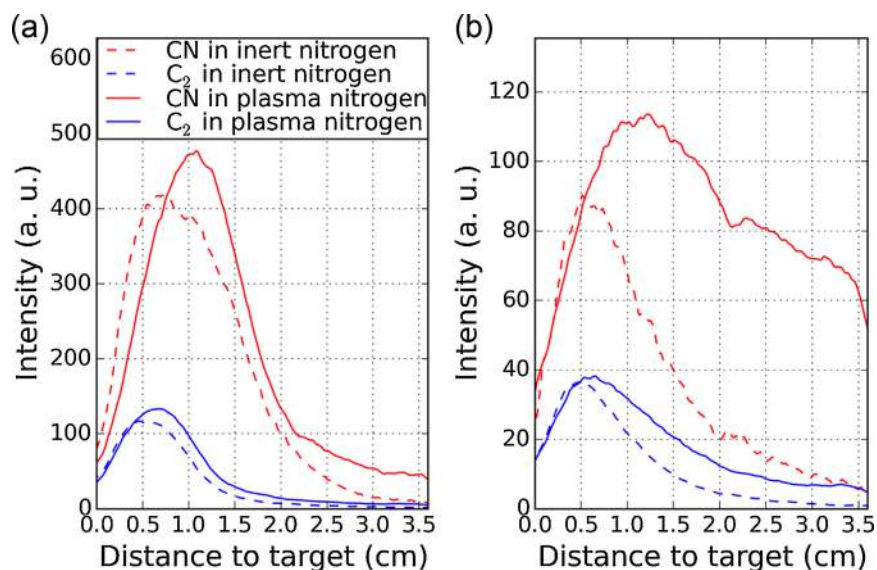 (a)
600
500
400
300
200
100
0
Intensity (a. u.)
CN in inert nitrogen
C₂ in inert nitrogen
CN in plasma nitrogen
C₂ in plasma nitrogen
0.0 0.5 1.0 1.5 2.0 2.5 3.0 3.5
Distance to target (cm)
(b)
120
100
80
60
40
20
0
Intensity (a. u.)
0.0 0.5 1.0 1.5 2.0 2.5 3.0 3.5
Distance to target (cm)